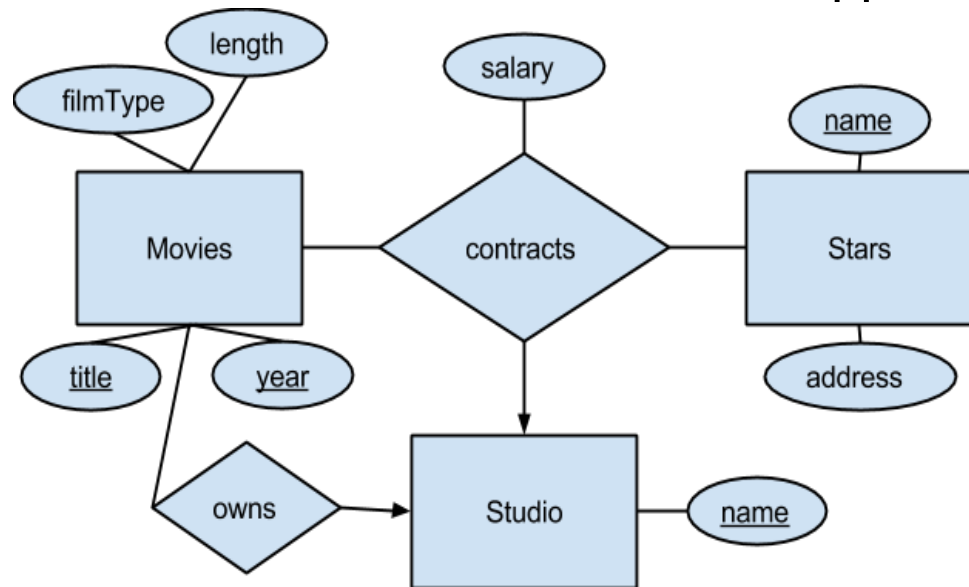 length
filmType
salary
name
Movies
contracts
Stars
title
year
address
owns
Studio
name